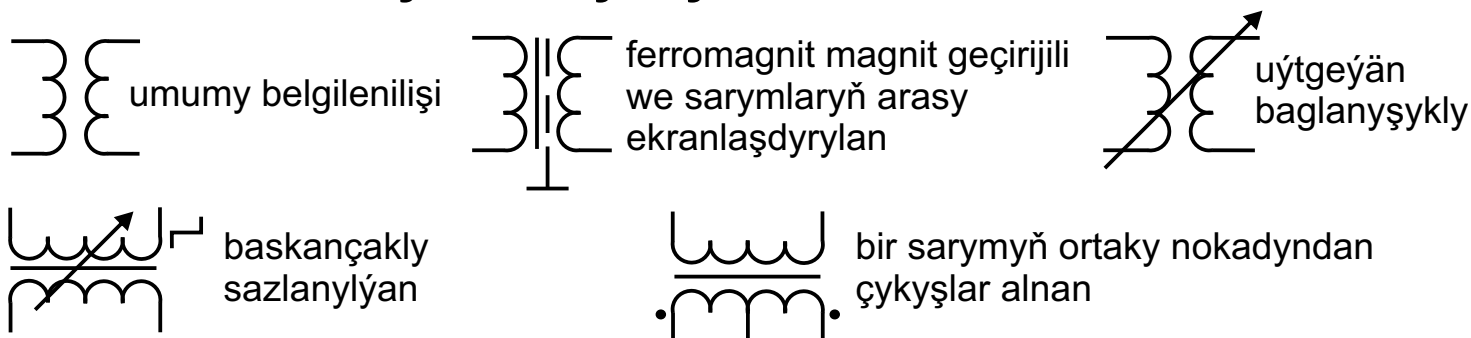 umumy belgilenilişi
ferromagnit magnit geçirijili
we sarymlaryň arasy
ekranlaşdyrylan
uýtgeýän
baglanyşykly
baskançakly
sazlanylýan
bir sarymyň ortaky nokadyndan
çykyşlar alnan